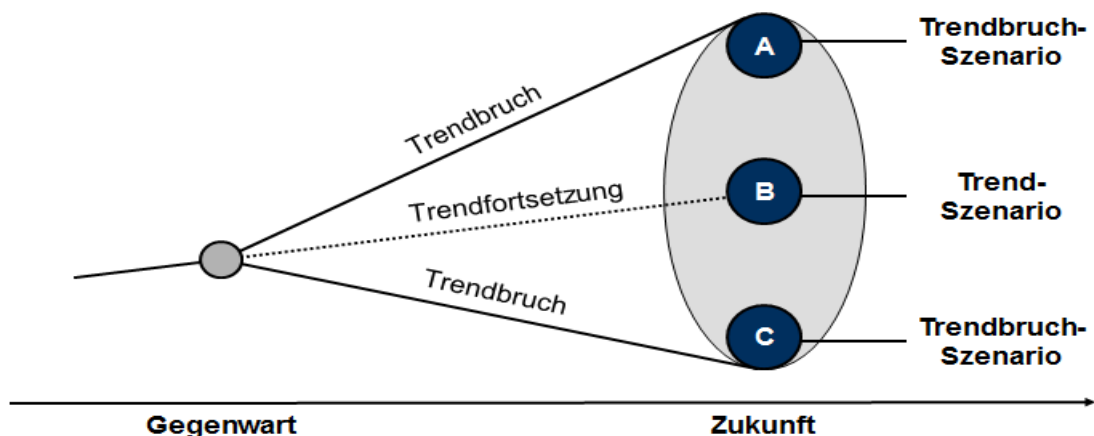 A
Trendbruch-
Szenario
Trendbruch
Trendfortsetzung
B
Trend-
Szenario
Trendbruch
C
Trendbruch-
Szenario
Gegenwart
Zukunft